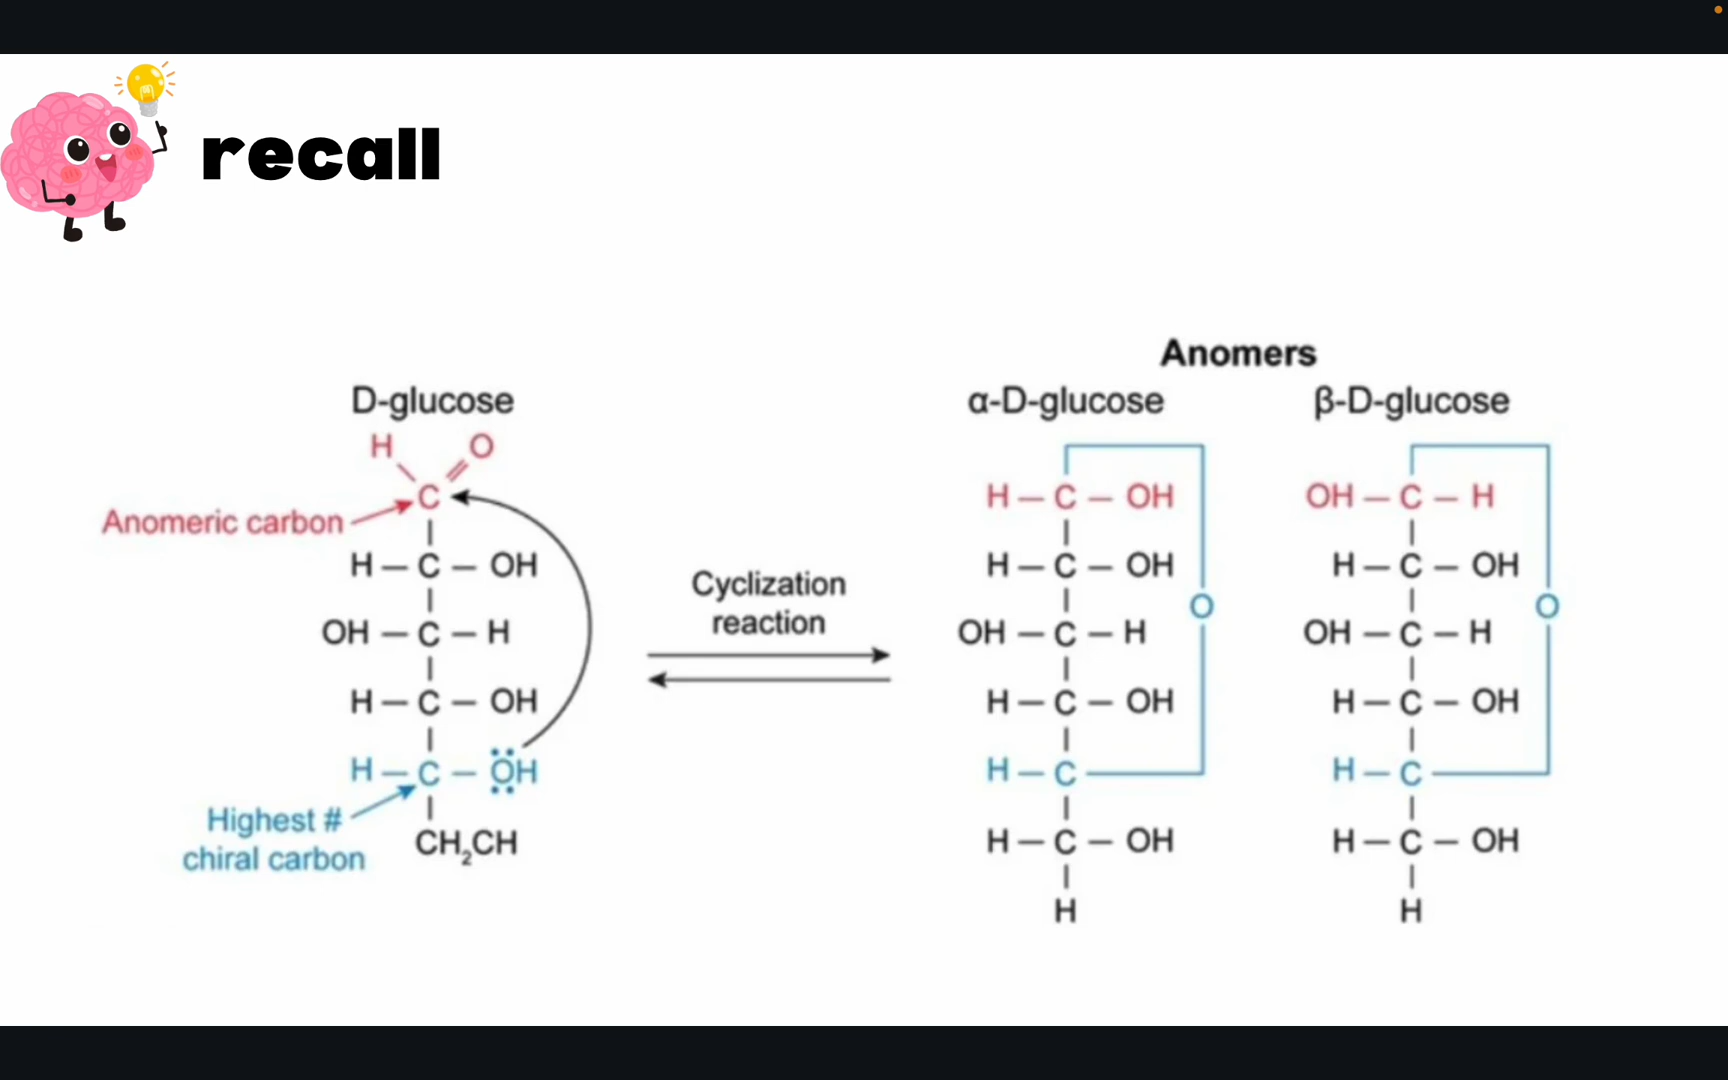 recall
Anomers
D-glucose
α-D-glucose
β-D-glucose
H O
C
Anomeric carbon
H — C — OH
OH — C — H
H — C — OH
H — C — ÖH
Highest #
chiral carbon
CH₂CH
Cyclization
reaction
H — C — OH
H — C — OH
OH — C — H
H — C — OH
H — C
H — C — OH
H
O
OH — C — H
H — C — OH
OH — C — H
H — C — OH
H — C
H — C — OH
H
O